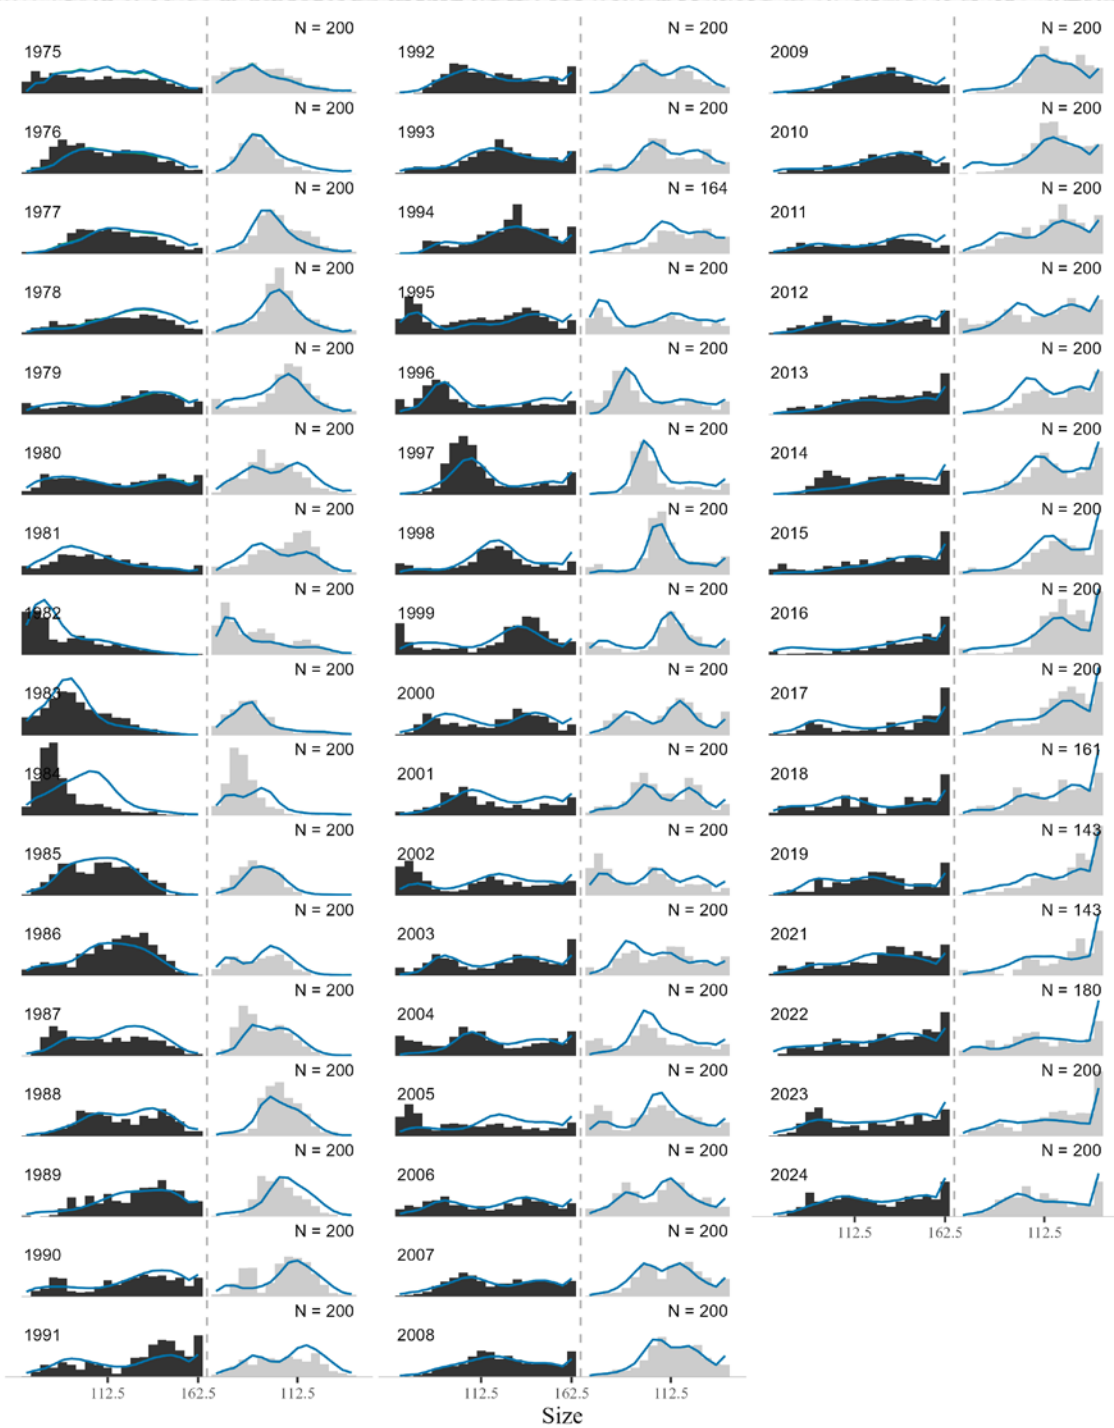 N = 200 N = 200 N = 200
1975 1992 2009
N = 200 N = 200 N = 200
1976 1993 2010
N = 200 N = 164 N = 200
1977 1994 2011
N = 200 N = 200 N = 200
1978 1995 2012
N = 200 N = 200 N = 200
1979 1996 2013
N = 200 N = 200 N = 200
1980 1997 2014
N = 200 N = 200 N = 200
1981 1998 2015
N = 200 N = 200 N = 200
1982 1999 2016
N = 200 N = 200 N = 200
1983 2000 2017
N = 200 N = 200 N = 161
1984 2001 2018
N = 200 N = 200 N = 143
1985 2002 2019
N = 200 N = 200 N = 143
1986 2003 2021
N = 200 N = 200 N = 180
1987 2004 2022
N = 200 N = 200 N = 200
1988 2005 2023
N = 200 N = 200 N = 200
1989 2006 2024
112.5 162.5 112.5
N = 200 N = 200
1990 2007
N = 200 N = 200
1991 2008
112.5 162.5 112.5 112.5 162.5 112.5
Size